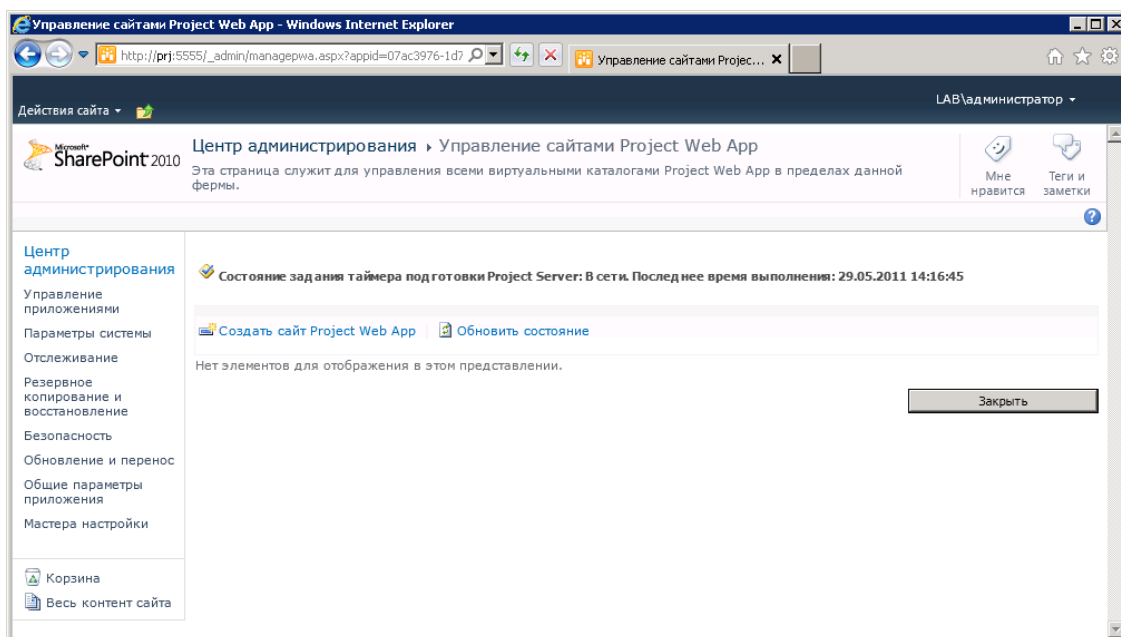 Управление сайтами Project Web App - Windows Internet Explorer
http://prj:5555/_admin/managepwa.aspx?appid=07ac3976-1d7
Управление сайтами Projec...
Действия сайта
LAB\администратор
Microsoft
SharePoint 2010
Центр администрирования
Управление сайтами Project Web App
Эта страница служит для управления всеми виртуальными каталогами Project Web App в пределах данной
фермы.
Мне
нравится
Теги и
заметки
Центр
администрирования
Управление
приложениями
Параметры системы
Отслеживание
Резервное
копирование и
восстановление
Безопасность
Обновление и перенос
Общие параметры
приложения
Мастера настройки
Корзина
Весь контент сайта
Состояние задания таймера подготовки Project Server: В сети. Последнее время выполнения: 29.05.2011 14:16:45
Создать сайт Project Web App
Обновить состояние
Нет элементов для отображения в этом представлении.
Закрыть